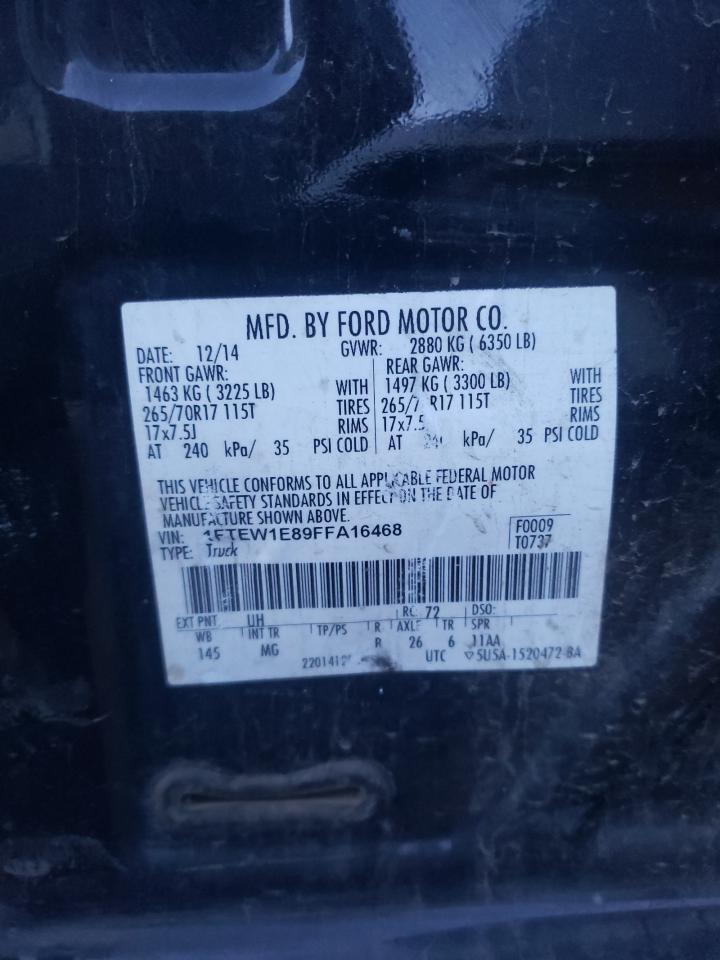 MFD. BY FORD MOTOR CO.
DATE: 12/14 GVWR: 2880 KG ( 6350 LB)
FRONT GAWR: REAR GAWR:
1463 KG ( 3225 LB) WITH 1497 KG ( 3300 LB) WITH
265/70R17 115T TIRES 265/7 R17 115T TIRES
17x7.5J RIMS 17x7.5 RIMS
AT 240 kPa/ 35 PSI COLD AT 240 kPa/ 35 PSI COLD
THIS VEHICLE CONFORMS TO ALL APPLICABLE FEDERAL MOTOR
VEHICLE SAFETY STANDARDS IN EFFECT ON THE DATE OF
MANUFACTURE SHOWN ABOVE.
VIN: 1FTEW1E89FFA16468 F0009
TYPE: Truck T0737
EXT PNT UH RC: 72 DSO:
WB INT TR TP/PS R AXLE TR SPR
145 MG R 26 6 11AA
UTC ▽5USA-1520472-BA